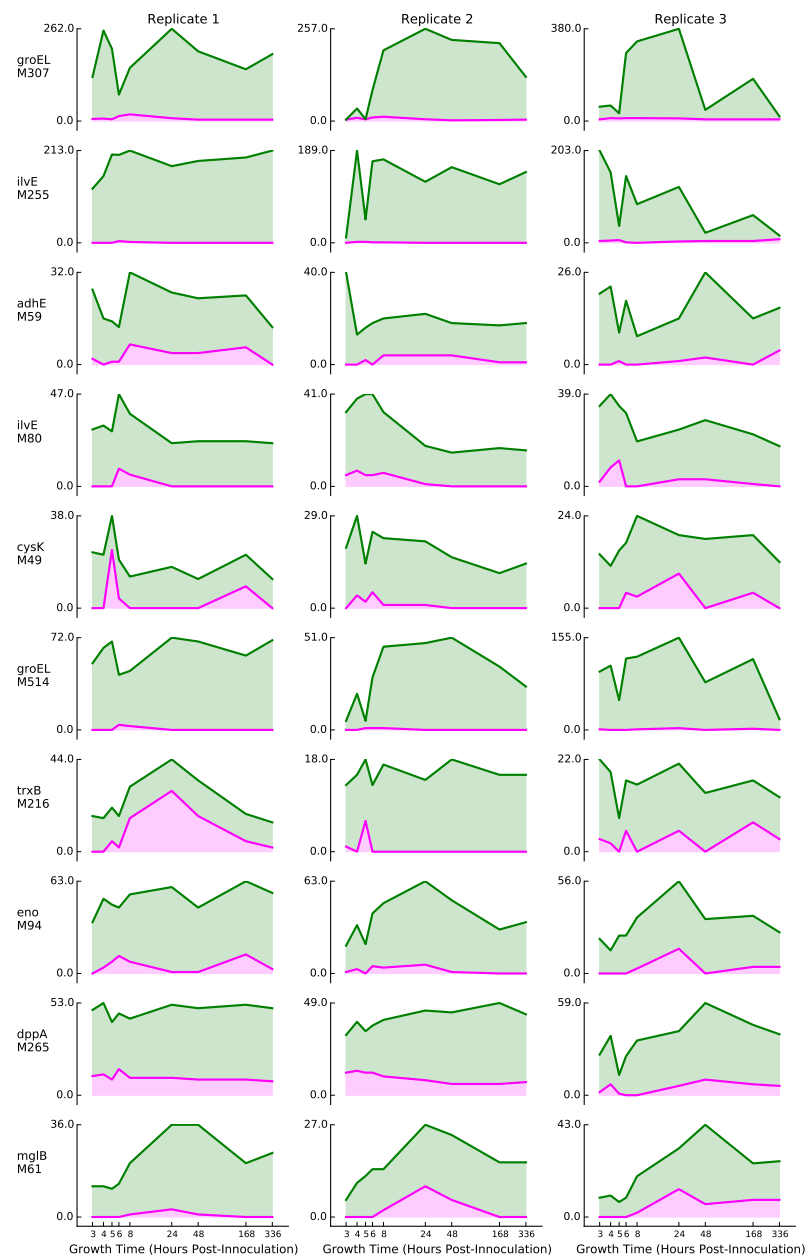 Replicate 1 Replicate 2 Replicate 3
262.0 257.0 380.0
groEL
M307
0.0 0.0 0.0
213.0 189.0 203.0
ilvE
M255
0.0 0.0 0.0
32.0 40.0 26.0
adhE
M59
0.0 0.0 0.0
47.0 41.0 39.0
ilvE
M80
0.0 0.0 0.0
38.0 29.0 24.0
cysK
M49
0.0 0.0 0.0
72.0 51.0 155.0
groEL
M514
0.0 0.0 0.0
44.0 18.0 22.0
trxB
M216
0.0 0.0 0.0
63.0 63.0 56.0
eno
M94
0.0 0.0 0.0
53.0 49.0 59.0
dppA
M265
0.0 0.0 0.0
36.0 27.0 43.0
mglB
M61
0.0 0.0 0.0
3 4 5 6 8 24 48 168 336 3 4 5 6 8 24 48 168 336 3 4 5 6 8 24 48 168 336
Growth Time (Hours Post-Innoculation) Growth Time (Hours Post-Innoculation) Growth Time (Hours Post-Innoculation)